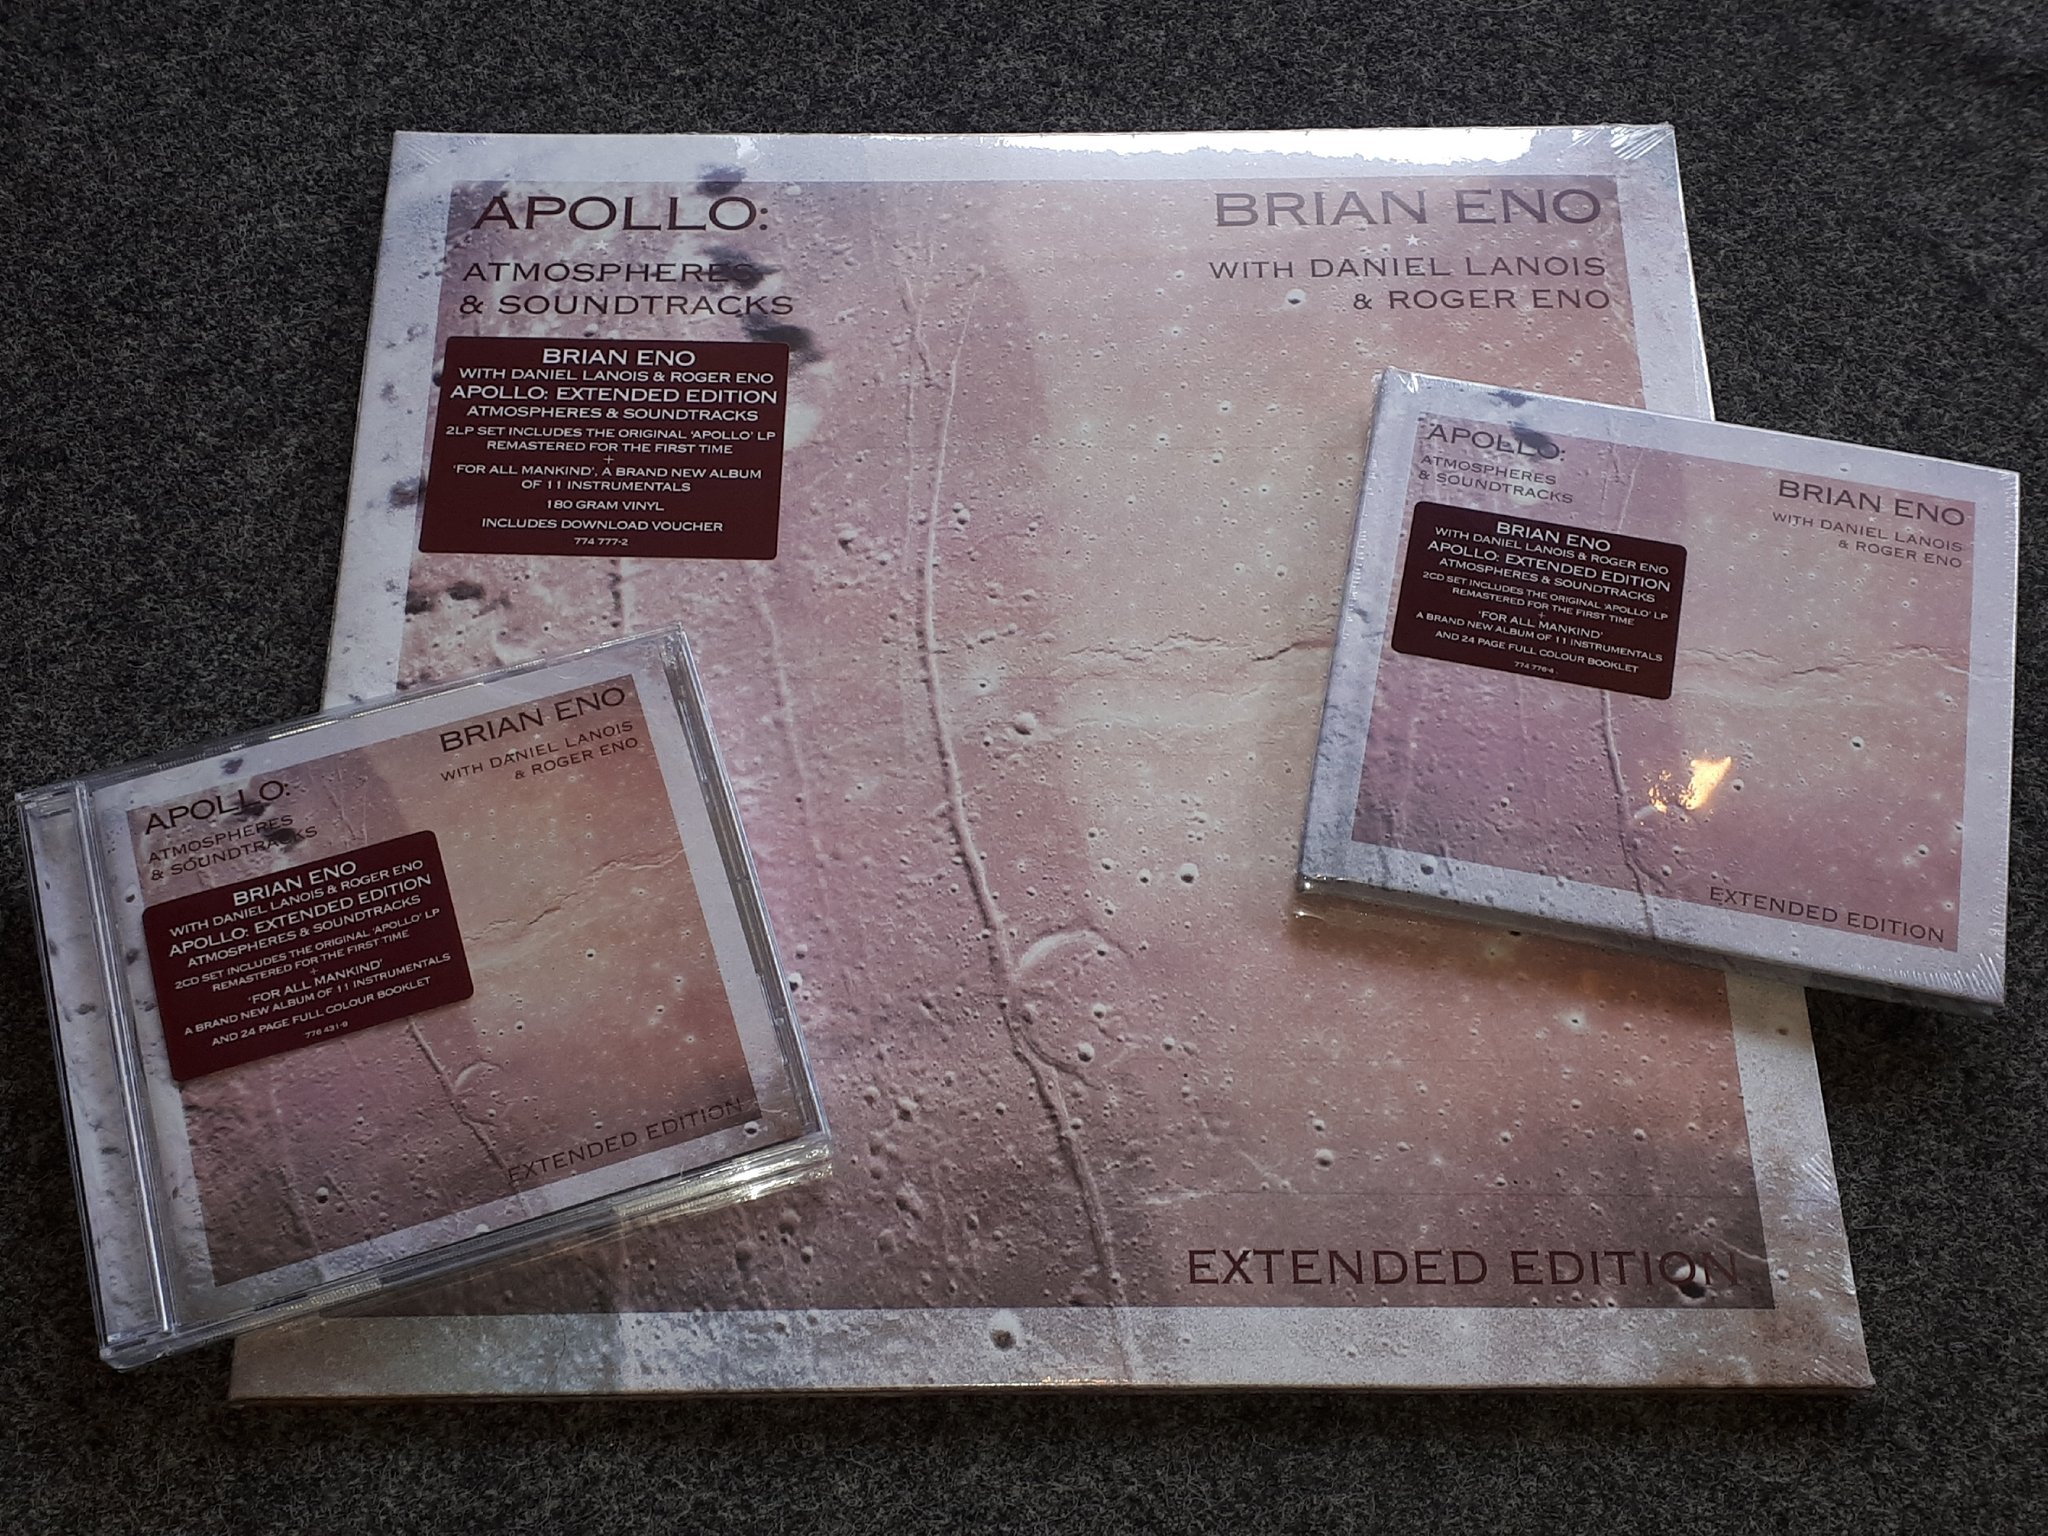 APOLLO:
ATMOSPHERES
& SOUNDTRACKS
BRIAN ENO
WITH DANIEL LANOIS
& ROGER ENO
BRIAN ENO
WITH DANIEL LANOIS & ROGER ENO
APOLLO: EXTENDED EDITION
ATMOSPHERES & SOUNDTRACKS
2LP SET INCLUDES THE ORIGINAL 'APOLLO' LP
REMASTERED FOR THE FIRST TIME
+
'FOR ALL MANKIND', A BRAND NEW ALBUM
OF 11 INSTRUMENTALS
180 GRAM VINYL
INCLUDES DOWNLOAD VOUCHER
774 777-2
EXTENDED EDITION
APOLLO:
ATMOSPHERES
& SOUNDTRACKS
BRIAN ENO
WITH DANIEL LANOIS
& ROGER ENO
BRIAN ENO
WITH DANIEL LANOIS & ROGER ENO
APOLLO: EXTENDED EDITION
ATMOSPHERES & SOUNDTRACKS
2CD SET INCLUDES THE ORIGINAL 'APOLLO' LP
REMASTERED FOR THE FIRST TIME
+
'FOR ALL MANKIND'
A BRAND NEW ALBUM OF 11 INSTRUMENTALS
AND 24 PAGE FULL COLOUR BOOKLET
774 776-4
EXTENDED EDITION
APOLLO:
ATMOSPHERES
& SOUNDTRACKS
BRIAN ENO
WITH DANIEL LANOIS
& ROGER ENO
BRIAN ENO
WITH DANIEL LANOIS & ROGER ENO
APOLLO: EXTENDED EDITION
ATMOSPHERES & SOUNDTRACKS
2CD SET INCLUDES THE ORIGINAL 'APOLLO' LP
REMASTERED FOR THE FIRST TIME
+
'FOR ALL MANKIND'
A BRAND NEW ALBUM OF 11 INSTRUMENTALS
AND 24 PAGE FULL COLOUR BOOKLET
776 431-9
EXTENDED EDITION